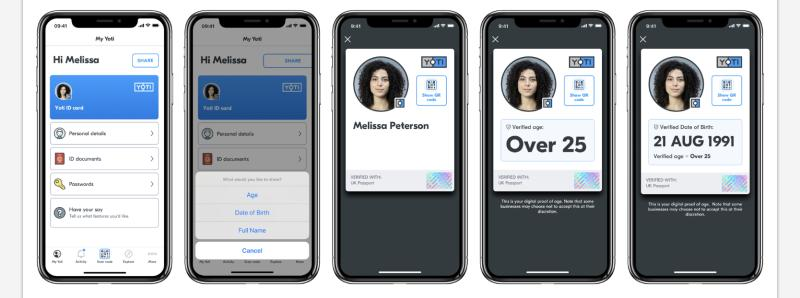 09:41
My Yoti
Hi Melissa
SHARE
YOTI
Yoti ID card
Personal details
ID documents
Passwords
Have your say
Tell us what features you'd like.
My Yoti
Activity
Scan code
Explore
More
09:41
My Yoti
Hi Melissa
SHARE
YOTI
Yoti ID card
Personal details
ID documents
What would you like to share?
Age
Date of Birth
Full Name
Cancel
My Yoti
Activity
Scan code
Explore
More
9:41
YOTI
Show QR
code
Melissa Peterson
VERIFIED WITH:
UK Passport
9:41
YOTI
Show QR
code
Verified age:
Over 25
VERIFIED WITH:
UK Passport
This is your digital proof of age. Note that some
businesses may choose not to accept this at their
discretion.
9:41
YOTI
Show QR
code
Verified Date of Birth:
21 AUG 1991
Verified age - Over 25
VERIFIED WITH:
UK Passport
This is your digital proof of age. Note that some
businesses may choose not to accept this at their
discretion.